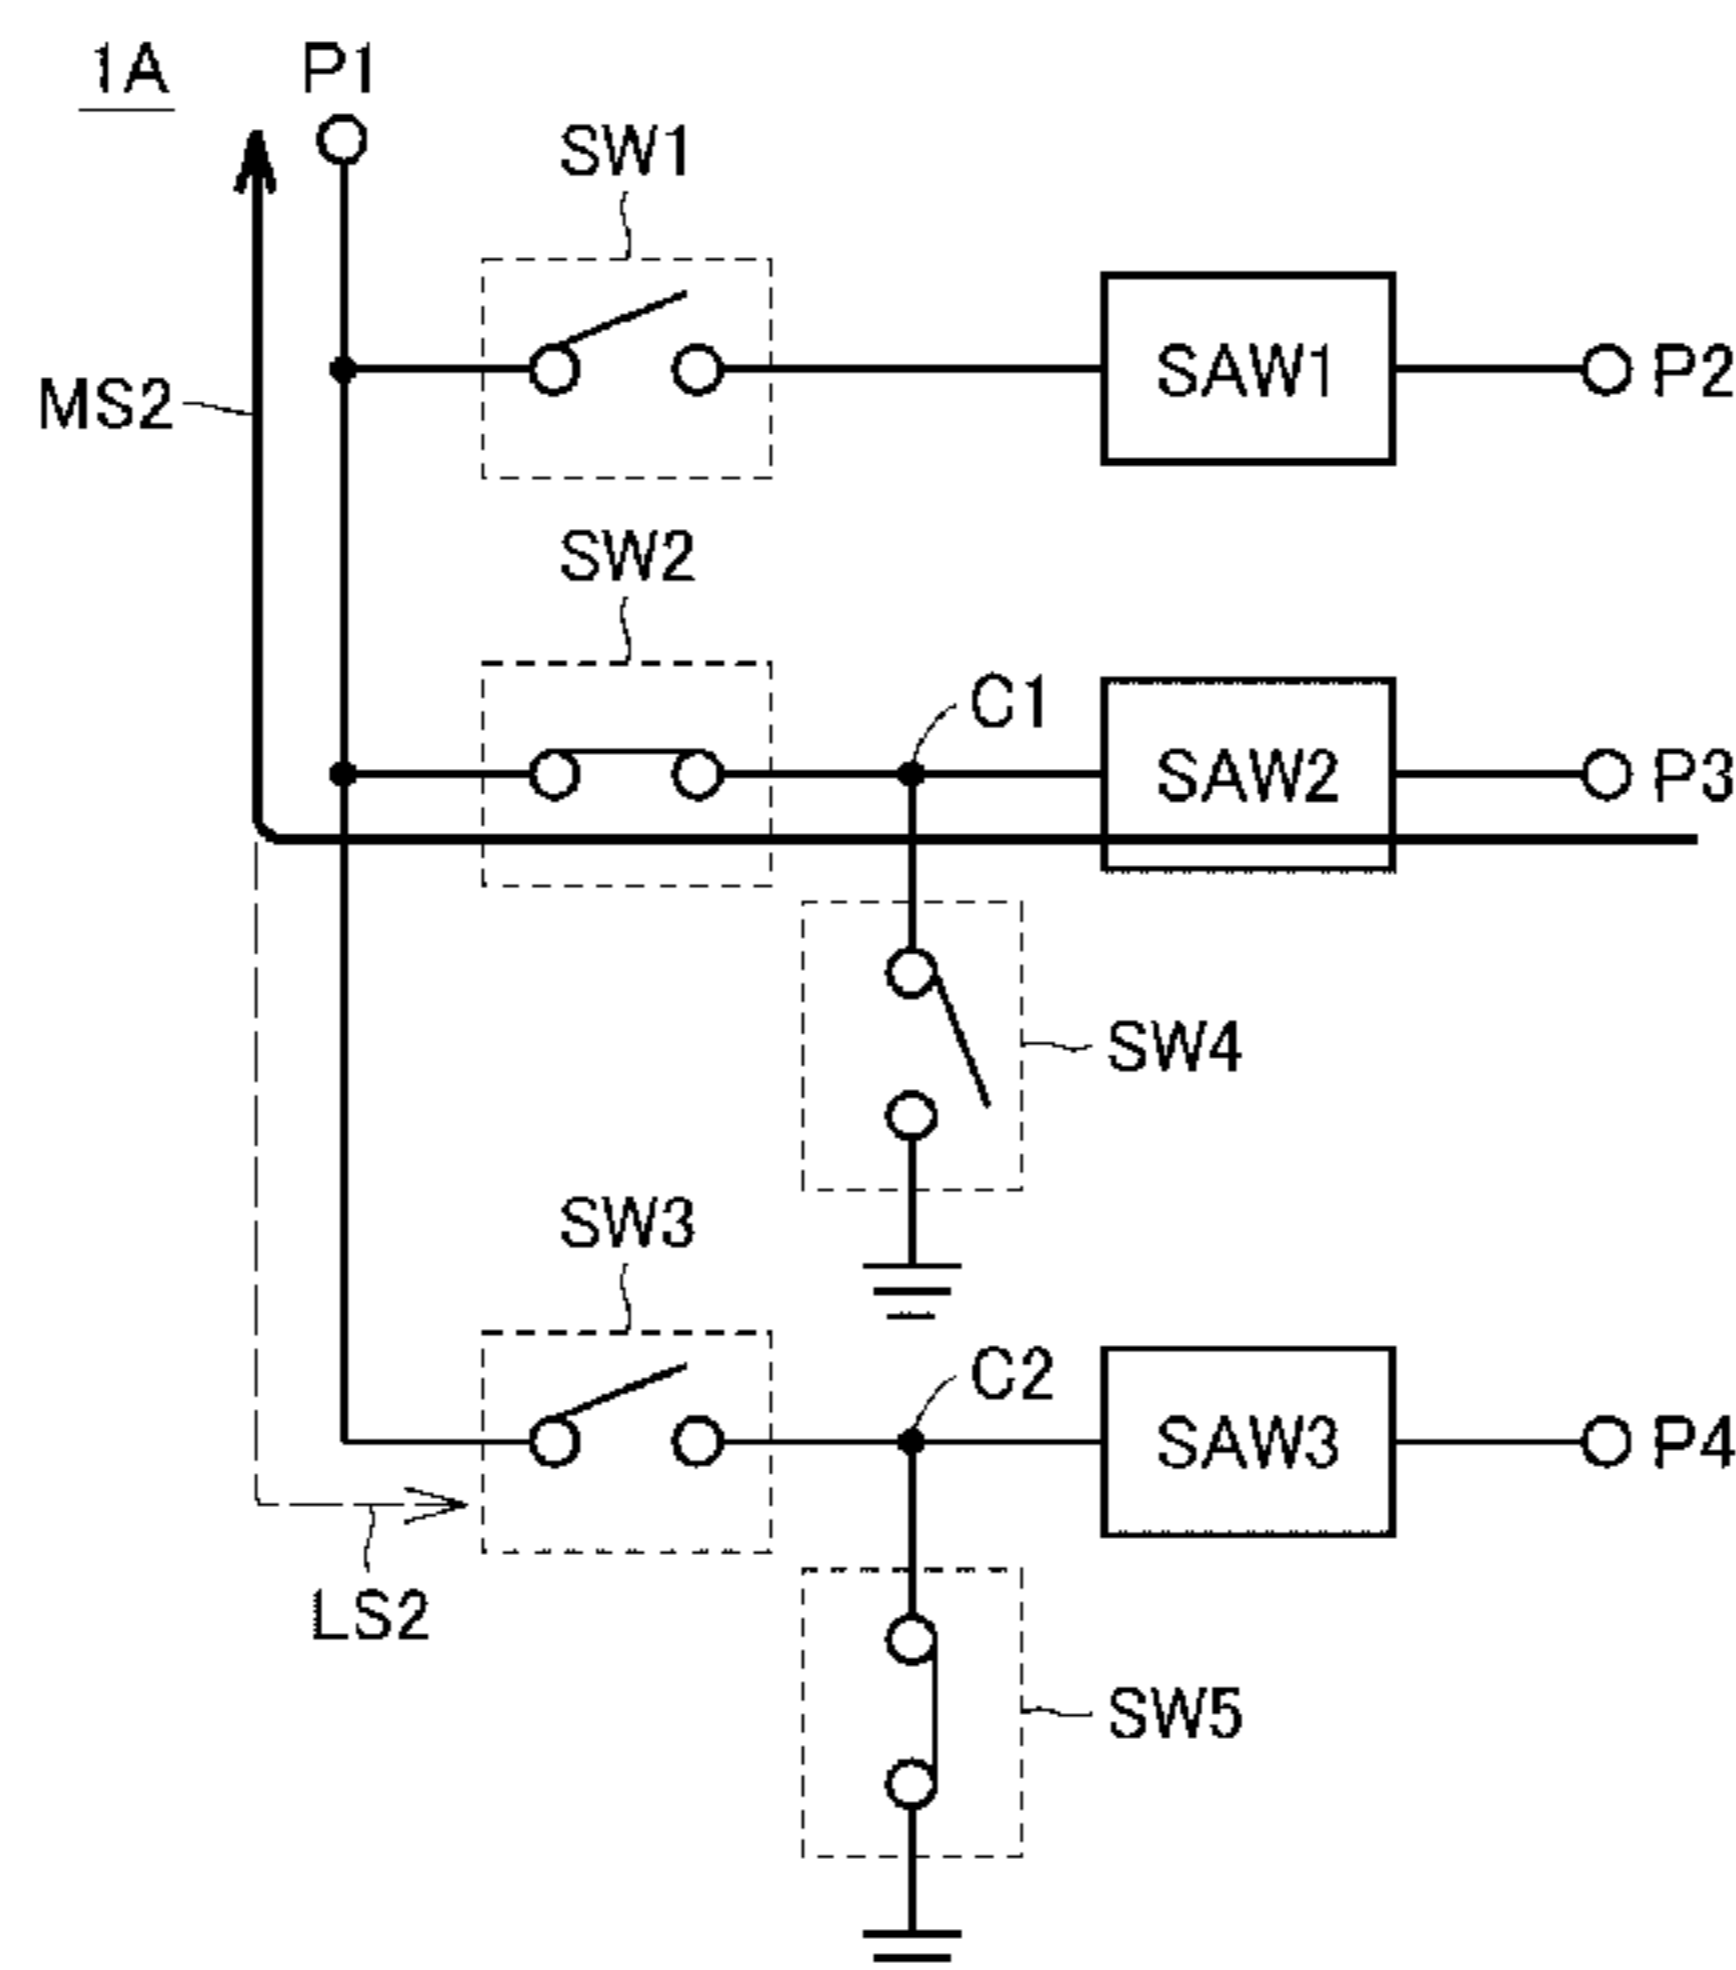 1A P1
SW1
SAW1 P2
MS2
SW2
C1
SAW2 P3
SW4
SW3
C2
SAW3 P4
LS2
SW5